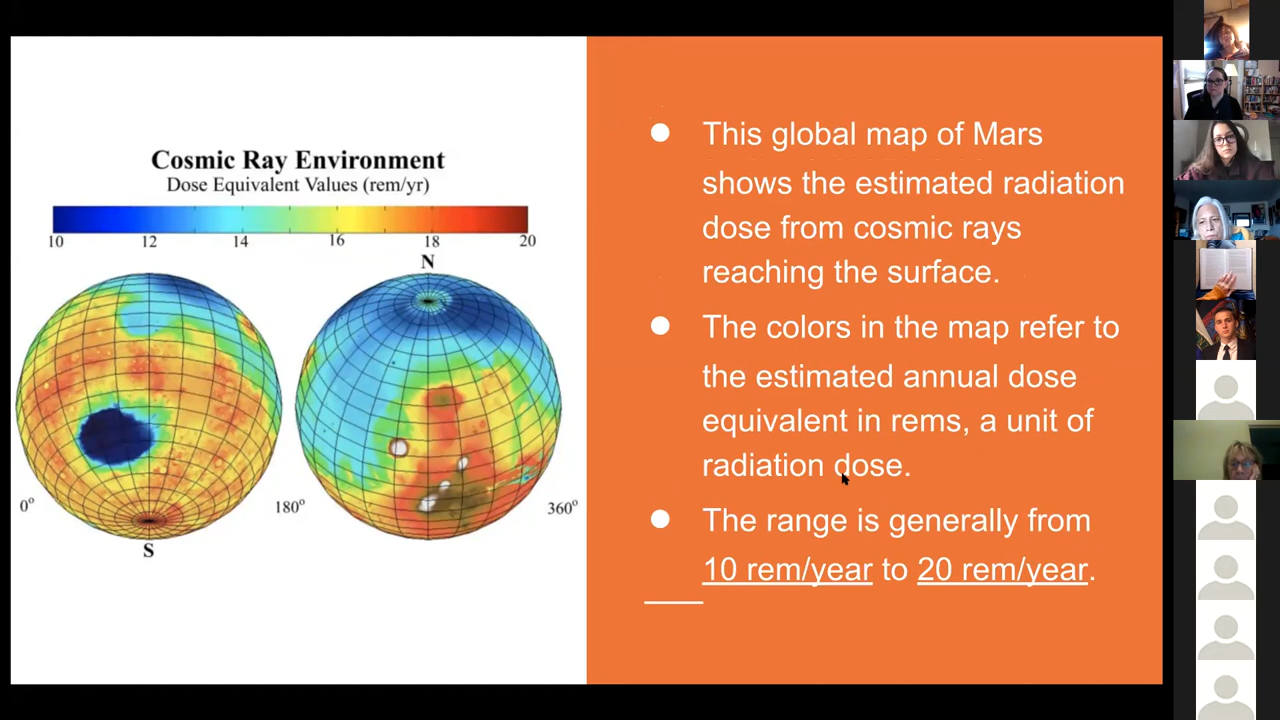 Cosmic Ray Environment
Dose Equivalent Values (rem/yr)
10 12 14 16 18 20
N
0° 180° 360°
S
● This global map of Mars
shows the estimated radiation
dose from cosmic rays
reaching the surface.
● The colors in the map refer to
the estimated annual dose
equivalent in rems, a unit of
radiation dose.
● The range is generally from
10 rem/year to 20 rem/year.